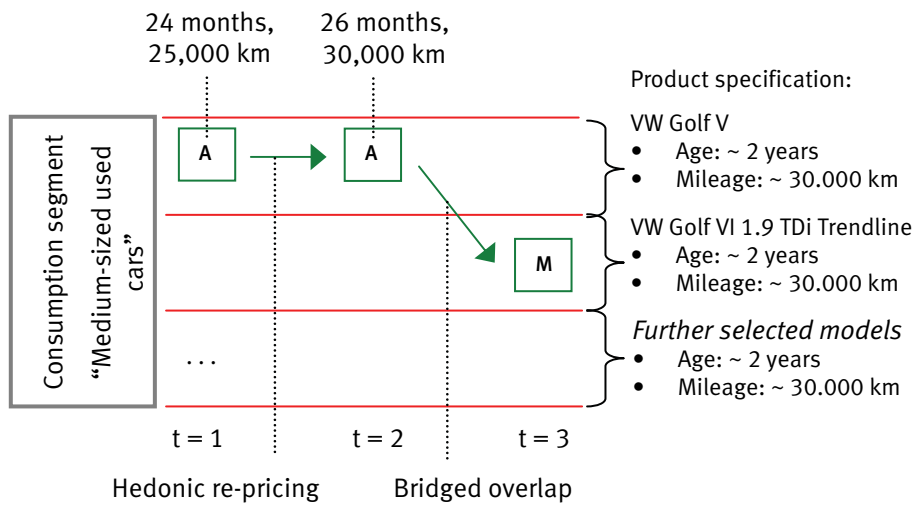 24 months,
25,000 km
26 months,
30,000 km
Product specification:
Consumption segment
“Medium-sized used
cars”
A
A
VW Golf V
• Age: ~ 2 years
• Mileage: ~ 30.000 km
M
VW Golf VI 1.9 TDi Trendline
• Age: ~ 2 years
• Mileage: ~ 30.000 km
...
Further selected models
• Age: ~ 2 years
• Mileage: ~ 30.000 km
t = 1
t = 2
t = 3
Hedonic re-pricing
Bridged overlap